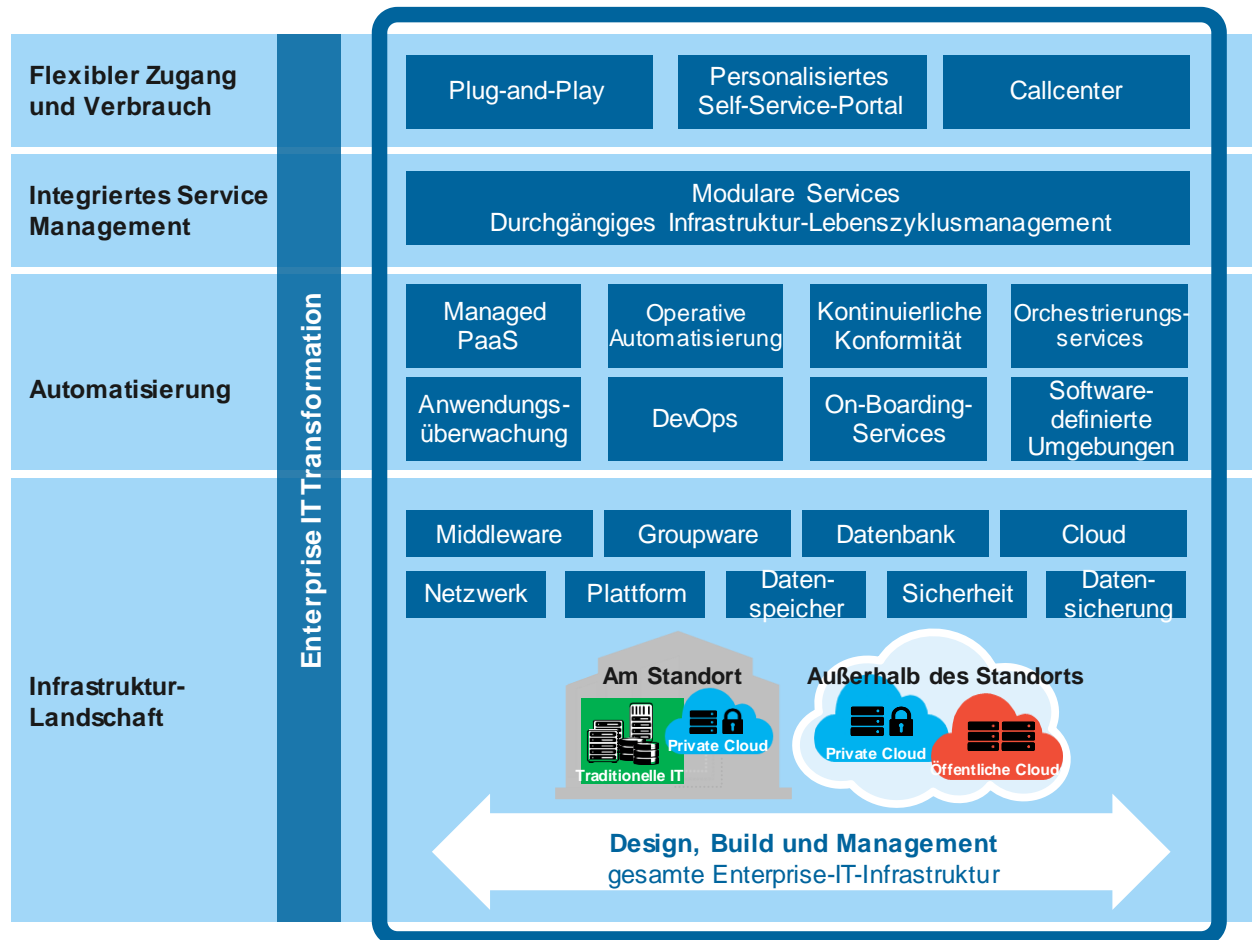 Flexibler Zugang
und Verbrauch
Plug-and-Play
Personalisiertes
Self-Service-Portal
Callcenter
Integriertes Service
Management
Modulare Services
Durchgängiges Infrastruktur-Lebenszyklusmanagement
Enterprise IT Transformation
Automatisierung
Managed
PaaS
Operative
Automatisierung
Kontinuierliche
Konformität
Orchestrierungs-
services
Anwendungs-
überwachung
DevOps
On-Boarding-
Services
Software-
definierte
Umgebungen
Infrastruktur-
Landschaft
Middleware
Groupware
Datenbank
Cloud
Netzwerk
Plattform
Daten-
speicher
Sicherheit
Daten-
sicherung
Am Standort
Traditionelle IT
Private Cloud
Außerhalb des Standorts
Private Cloud
Öffentliche Cloud
Design, Build und Management
gesamte Enterprise-IT-Infrastruktur